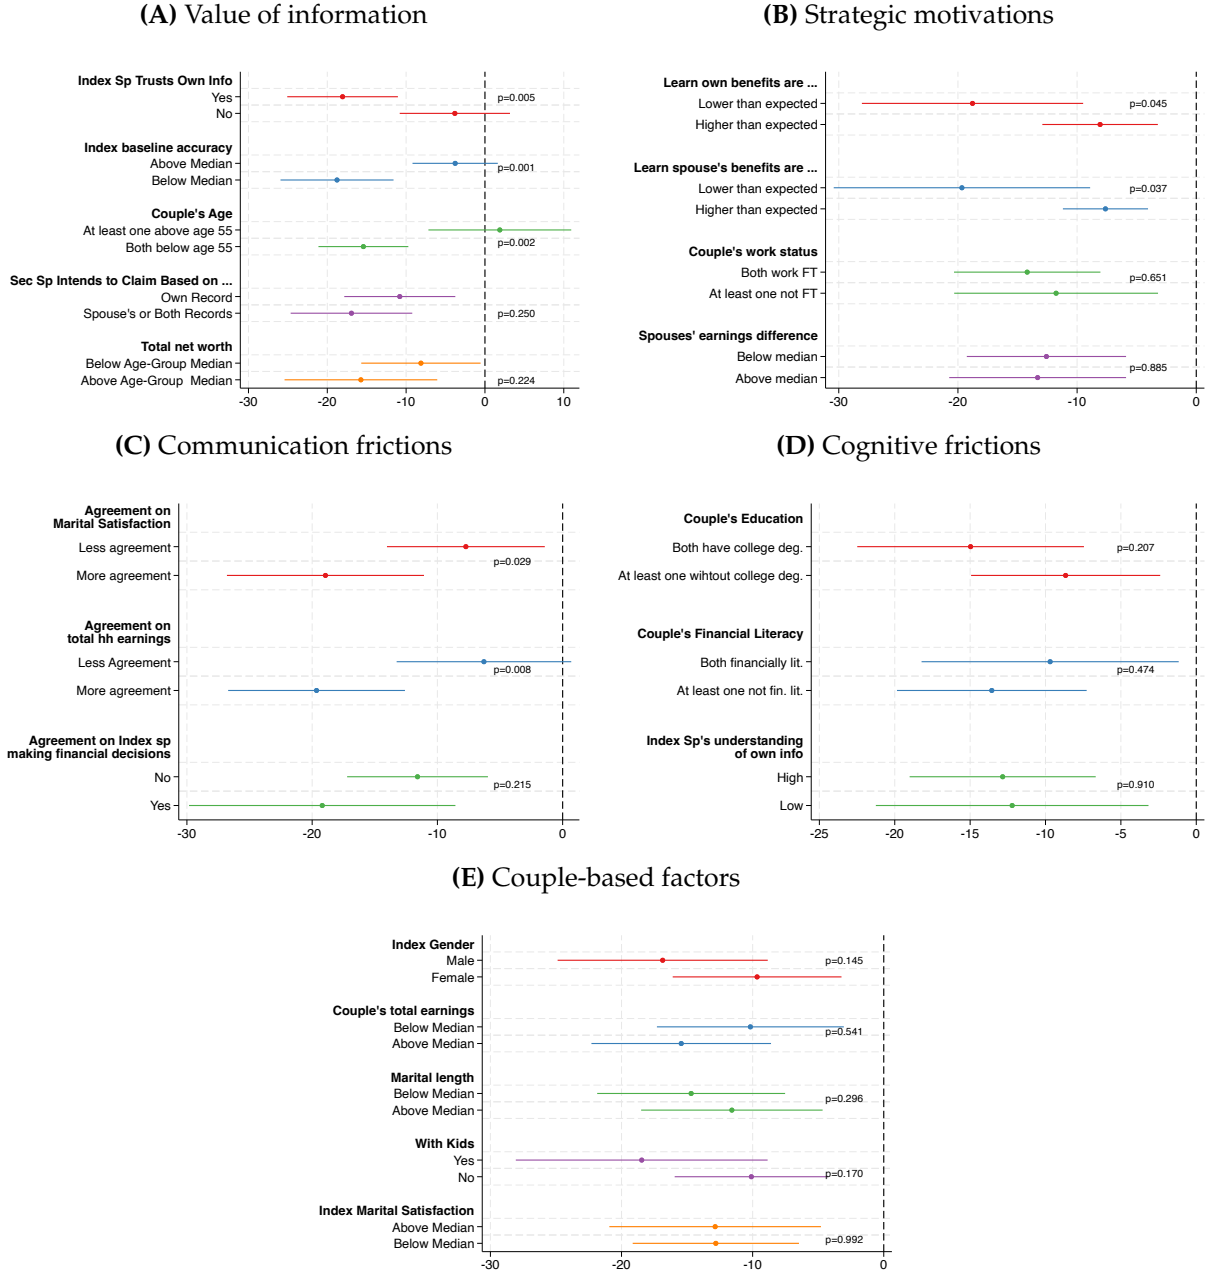 (A) Value of information
Index Sp Trusts Own Info
Yes
p=0.005
No
Index baseline accuracy
Above Median
p=0.001
Below Median
Couple's Age
At least one above age 55
p=0.002
Both below age 55
Sec Sp Intends to Claim Based on ...
Own Record
Spouse's or Both Records
p=0.250
Total net worth
Below Age-Group Median
Above Age-Group Median
p=0.224
-30 -20 -10 0 10
(B) Strategic motivations
Learn own benefits are ...
Lower than expected
p=0.045
Higher than expected
Learn spouse's benefits are ...
Lower than expected
p=0.037
Higher than expected
Couple's work status
Both work FT
p=0.651
At least one not FT
Spouses' earnings difference
Below median
p=0.885
Above median
-30 -20 -10 0
(C) Communication frictions
Agreement on
Marital Satisfaction
Less agreement
p=0.029
More agreement
Agreement on
total hh earnings
Less Agreement
p=0.008
More agreement
Agreement on Index sp
making financial decisions
No
p=0.215
Yes
-30 -20 -10 0
(D) Cognitive frictions
Couple's Education
Both have college deg.
p=0.207
At least one wihtout college deg.
Couple's Financial Literacy
Both financially lit.
p=0.474
At least one not fin. lit.
Index Sp's understanding
of own info
High
p=0.910
Low
-25 -20 -15 -10 -5 0
(E) Couple-based factors
Index Gender
Male
p=0.145
Female
Couple's total earnings
Below Median
p=0.541
Above Median
Marital length
Below Median
p=0.296
Above Median
With Kids
Yes
p=0.170
No
Index Marital Satisfaction
Above Median
p=0.992
Below Median
-30 -20 -10 0